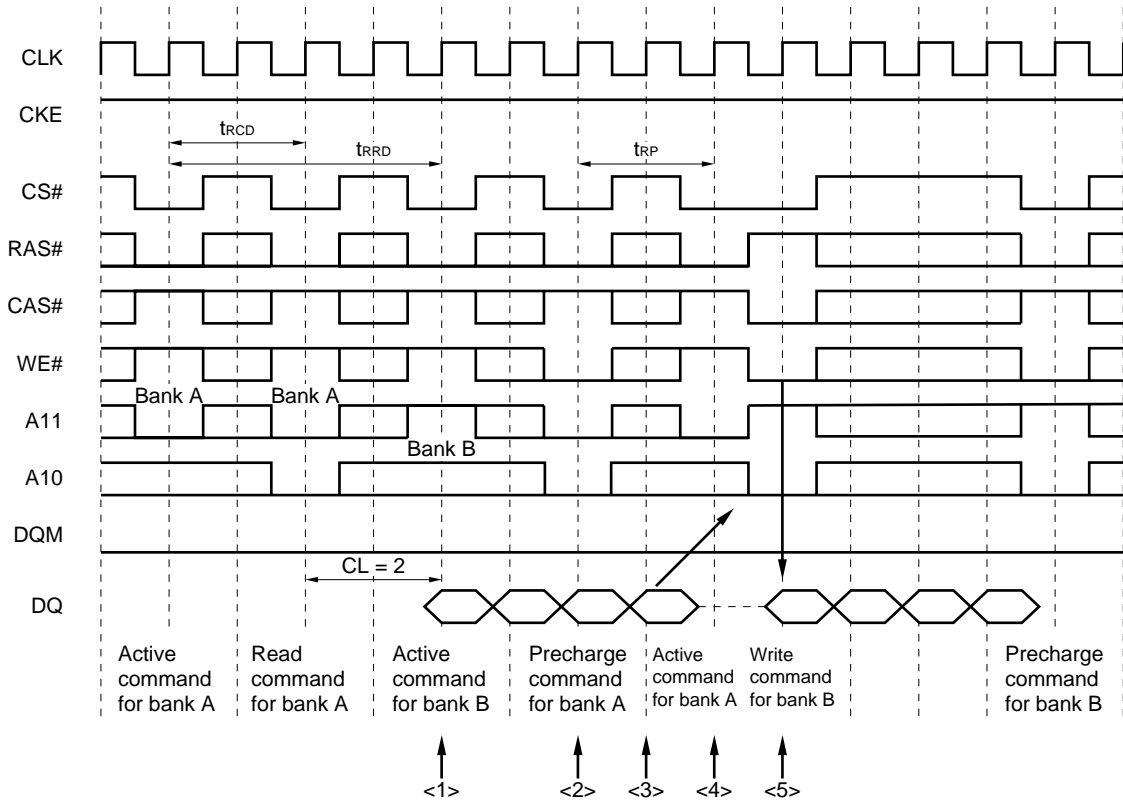 CLK
CKE
tRCD
tRRD
tRP
CS#
RAS#
CAS#
WE#
Bank A
Bank A
A11
Bank B
A10
DQM
CL = 2
DQ
Active
command
for bank A
Read
command
for bank A
Active
command
for bank B
Precharge
command
for bank A
Active
command
for bank A
Write
command
for bank B
Precharge
command
for bank B
<1>
<2>
<3>
<4>
<5>